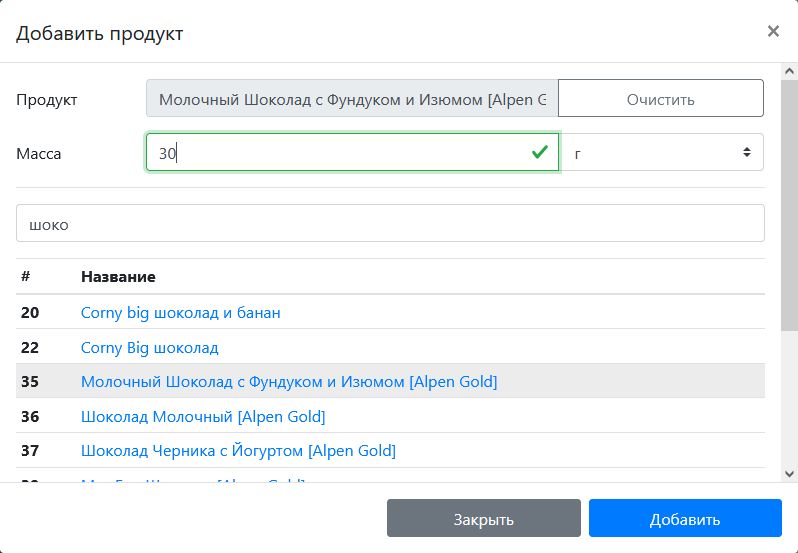 Добавить продукт ×
Продукт Молочный Шоколад с Фундуком и Изюмом [Alpen G Очистить
Масса 30 г
шоко
# Название
20 Corny big шоколад и банан
22 Corny Big шоколад
35 Молочный Шоколад с Фундуком и Изюмом [Alpen Gold]
36 Шоколад Молочный [Alpen Gold]
37 Шоколад Черника с Йогуртом [Alpen Gold]
Закрыть Добавить